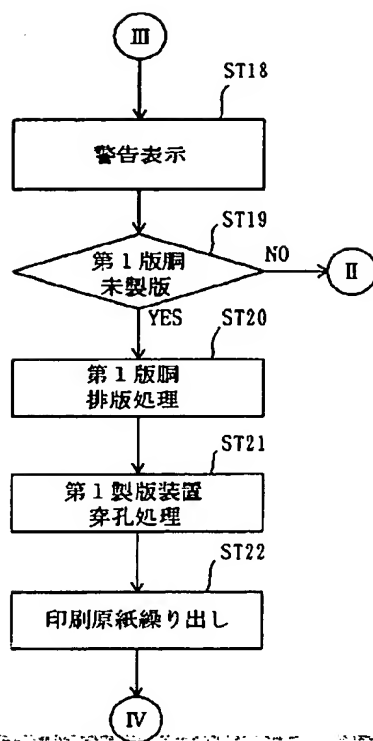 III
ST18
警告表示
ST19
第1版胴
未製版
NO
II
YES
ST20
第1版胴
排版処理
ST21
第1製版装置
穿孔処理
ST22
印刷原紙繰り出し
IV